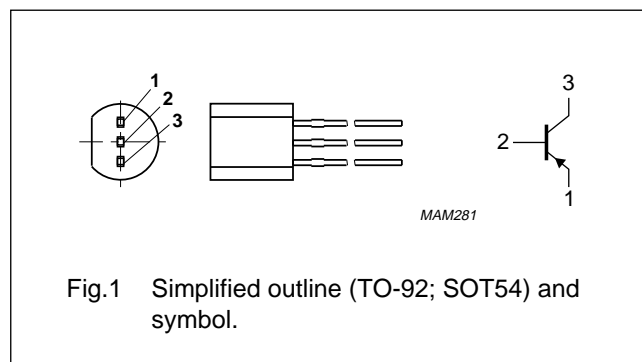 1
2
3
3
2
1
MAM281
Fig.1 Simplified outline (TO-92; SOT54) and
symbol.